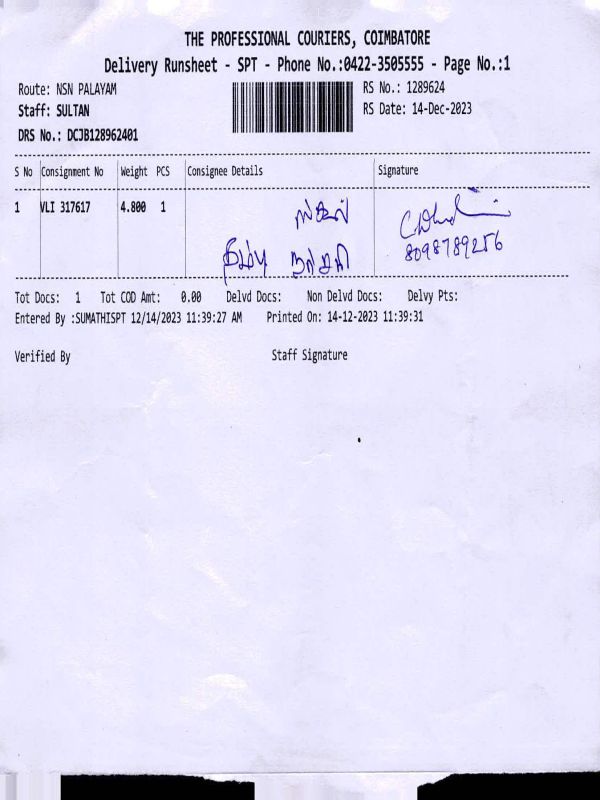 THE PROFESSIONAL COURIERS, COIMBATORE
Delivery Runsheet - SPT - Phone No.:0422-3505555 - Page No.:1
Route: NSN PALAYAM
RS No.: 1289624
Staff: SULTAN
RS Date: 14-Dec-2023
DRS No.: DCJB128962401
S No Consignment No Weight PCS Consignee Details Signature
1 VLI 317617 4.800 1
8098789256
Tot Docs: 1 Tot COD Amt: 0.00 Delvd Docs: Non Delvd Docs: Delvy Pts:
Entered By :SUMATHISPT 12/14/2023 11:39:27 AM Printed On: 14-12-2023 11:39:31
Verified By Staff Signature